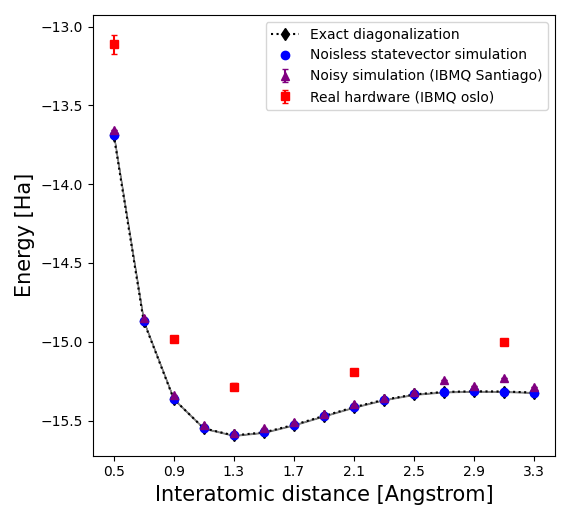 Exact diagonalization
Noisless statevector simulation
Noisy simulation (IBMQ Santiago)
Real hardware (IBMQ oslo)
−13.0
−13.5
−14.0
−14.5
−15.0
−15.5
Energy [Ha]
0.5 0.9 1.3 1.7 2.1 2.5 2.9 3.3
Interatomic distance [Angstrom]